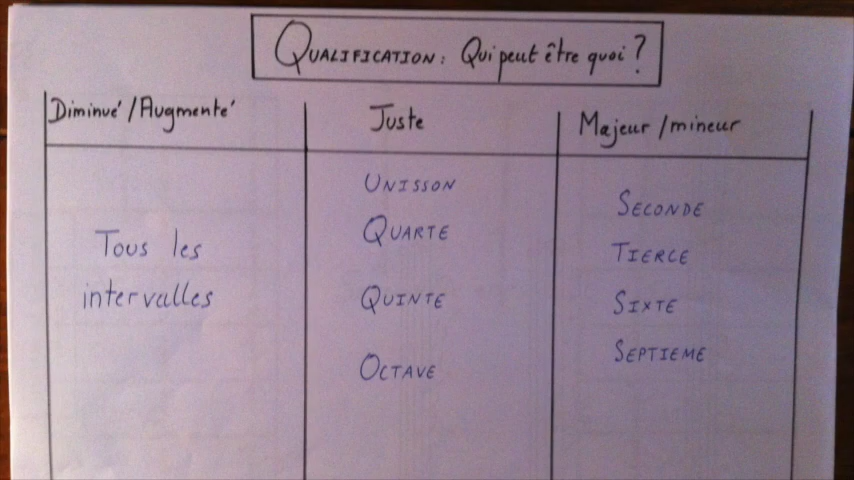 QUALIFICATION : Qui peut être quoi ?
Diminué / Augmenté
Juste
Majeur / mineur
Tous les
intervalles
UNISSON
QUARTE
QUINTE
OCTAVE
SECONDE
TIERCE
SIXTE
SEPTIEME